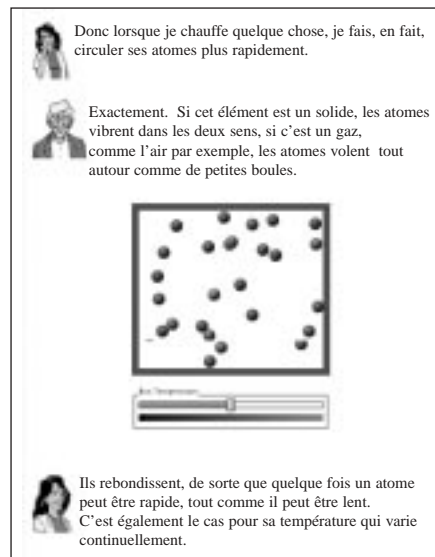 Donc lorsque je chauffe quelque chose, je fais, en fait,
circuler ses atomes plus rapidement.
Exactement. Si cet élément est un solide, les atomes
vibrent dans les deux sens, si c’est un gaz,
comme l’air par exemple, les atomes volent tout
autour comme de petites boules.
Ils rebondissent, de sorte que quelque fois un atome
peut être rapide, tout comme il peut être lent.
C’est également le cas pour sa température qui varie
continuellement.